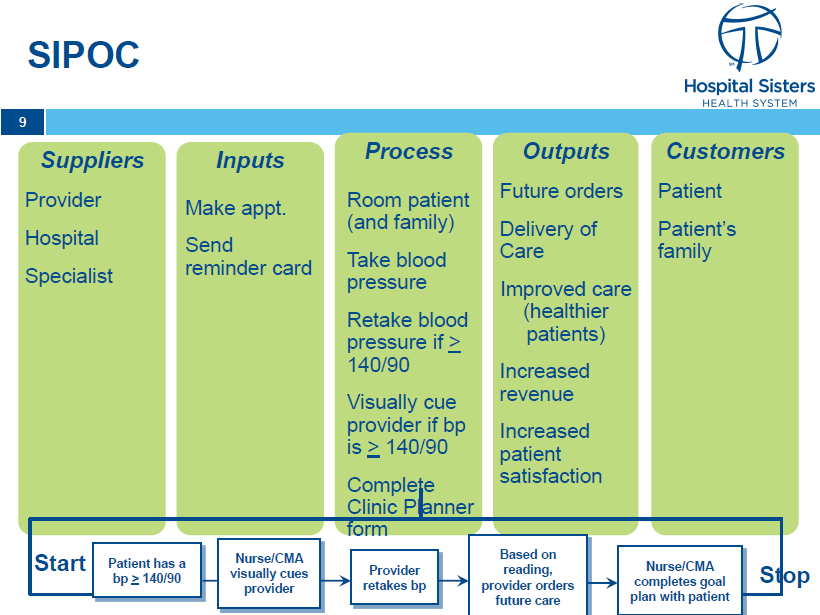 SIPOC
Hospital Sisters
HEALTH SYSTEM
9
Suppliers
Provider
Hospital
Specialist
Inputs
Make appt.
Send
reminder card
Process
Room patient
(and family)
Take blood
pressure
Retake blood
pressure if >
140/90
Visually cue
provider if bp
is > 140/90
Complete
Clinic Planner
form
Outputs
Future orders
Delivery of
Care
Improved care
(healthier
patients)
Increased
revenue
Increased
patient
satisfaction
Customers
Patient
Patient's
family
Start
Patient has a
bp > 140/90
Nurse/CMA
visually cues
provider
Provider
retakes bp
Based on
reading,
provider orders
future care
Nurse/CMA
completes goal
plan with patient
Stop